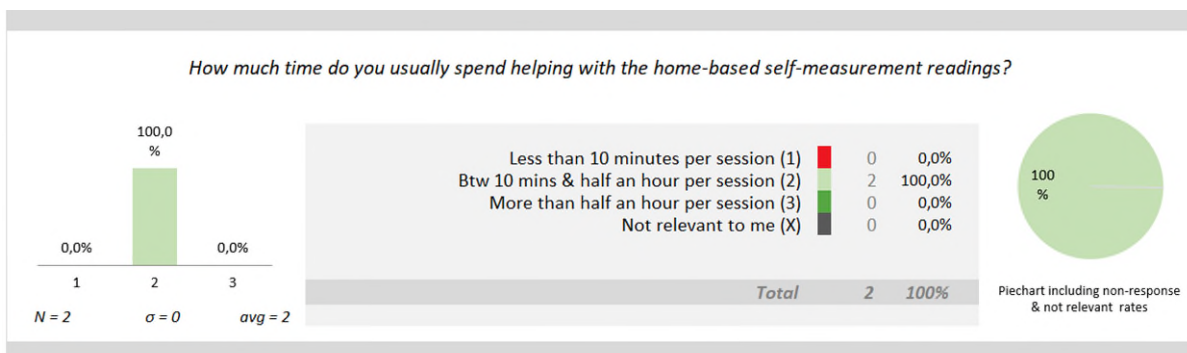 How much time do you usually spend helping with the home-based self-measurement readings?
100,0
%
0,0%
0,0%
1 2 3
N = 2 σ = 0 avg = 2
Less than 10 minutes per session (1) 0 0,0%
Btw 10 mins & half an hour per session (2) 2 100,0%
More than half an hour per session (3) 0 0,0%
Not relevant to me (X) 0 0,0%
Total 2 100%
100
%
Piechart including non-response
& not relevant rates